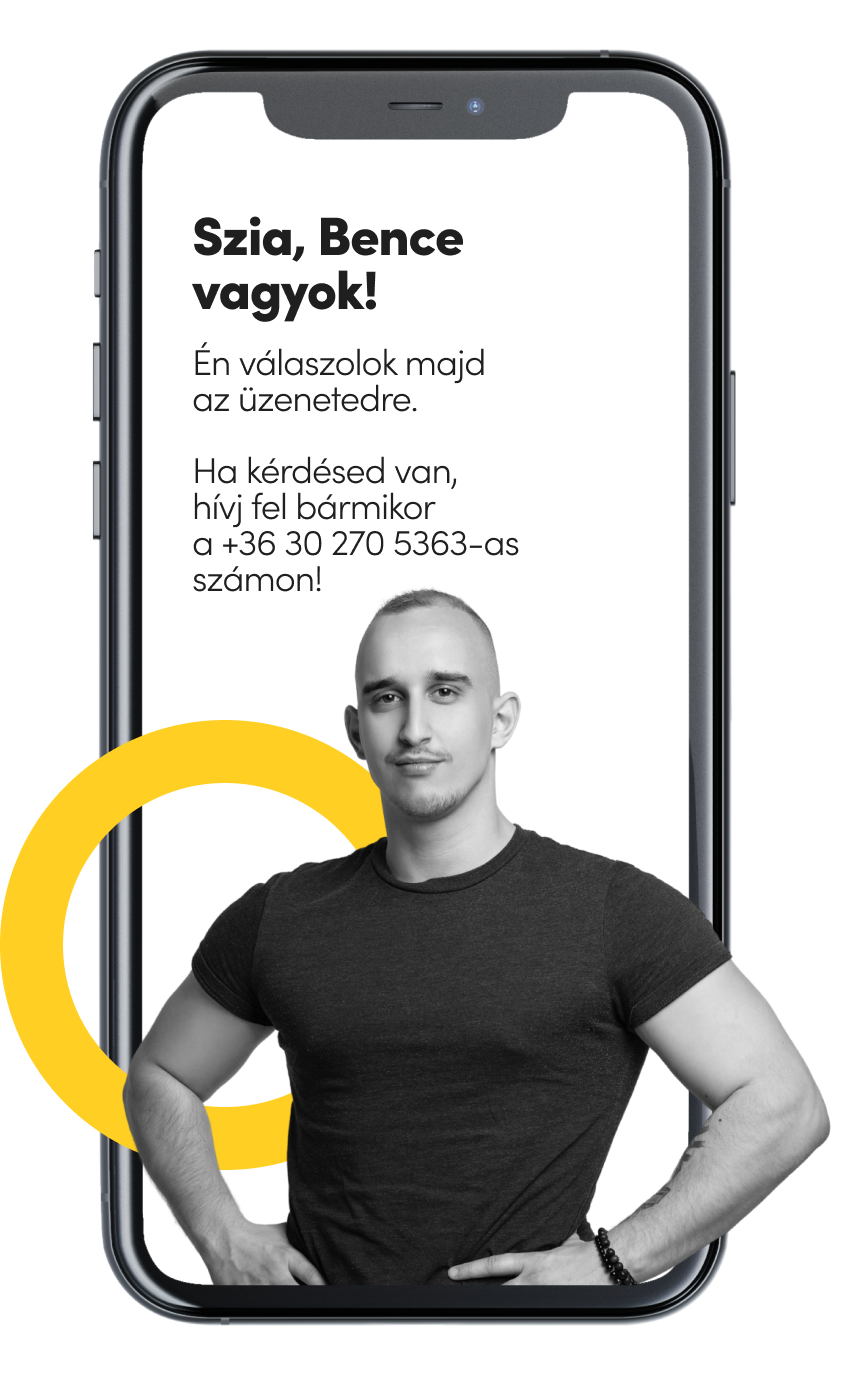 Szia, Bence
vagyok!
Én válaszolok majd
az üzenetedre.
Ha kérdésed van,
hívj fel bármikor
a +36 30 270 5363-as
számon!